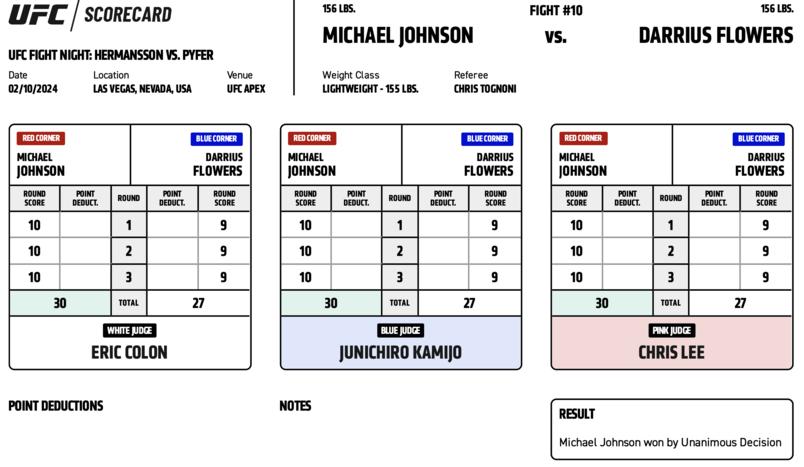 UFC SCORECARD
UFC FIGHT NIGHT: HERMANSSON VS. PYFER
Date Location Venue
02/10/2024 LAS VEGAS, NEVADA, USA UFC APEX
156 LBS. FIGHT #10 156 LBS.
MICHAEL JOHNSON VS. DARRIUS FLOWERS
Weight Class Referee
LIGHTWEIGHT - 155 LBS. CHRIS TOGNONI
RED CORNER BLUE CORNER
MICHAEL DARRIUS
JOHNSON FLOWERS
ROUND POINT ROUND POINT ROUND
SCORE DEDUCT. DEDUCT. SCORE
10 1 9
10 2 9
10 3 9
30 TOTAL 27
WHITE JUDGE
ERIC COLON
RED CORNER BLUE CORNER
MICHAEL DARRIUS
JOHNSON FLOWERS
ROUND POINT ROUND POINT ROUND
SCORE DEDUCT. DEDUCT. SCORE
10 1 9
10 2 9
10 3 9
30 TOTAL 27
BLUE JUDGE
JUNICHIRO KAMIJO
RED CORNER BLUE CORNER
MICHAEL DARRIUS
JOHNSON FLOWERS
ROUND POINT ROUND POINT ROUND
SCORE DEDUCT. DEDUCT. SCORE
10 1 9
10 2 9
10 3 9
30 TOTAL 27
PINK JUDGE
CHRIS LEE
POINT DEDUCTIONS
NOTES
RESULT
Michael Johnson won by Unanimous Decision